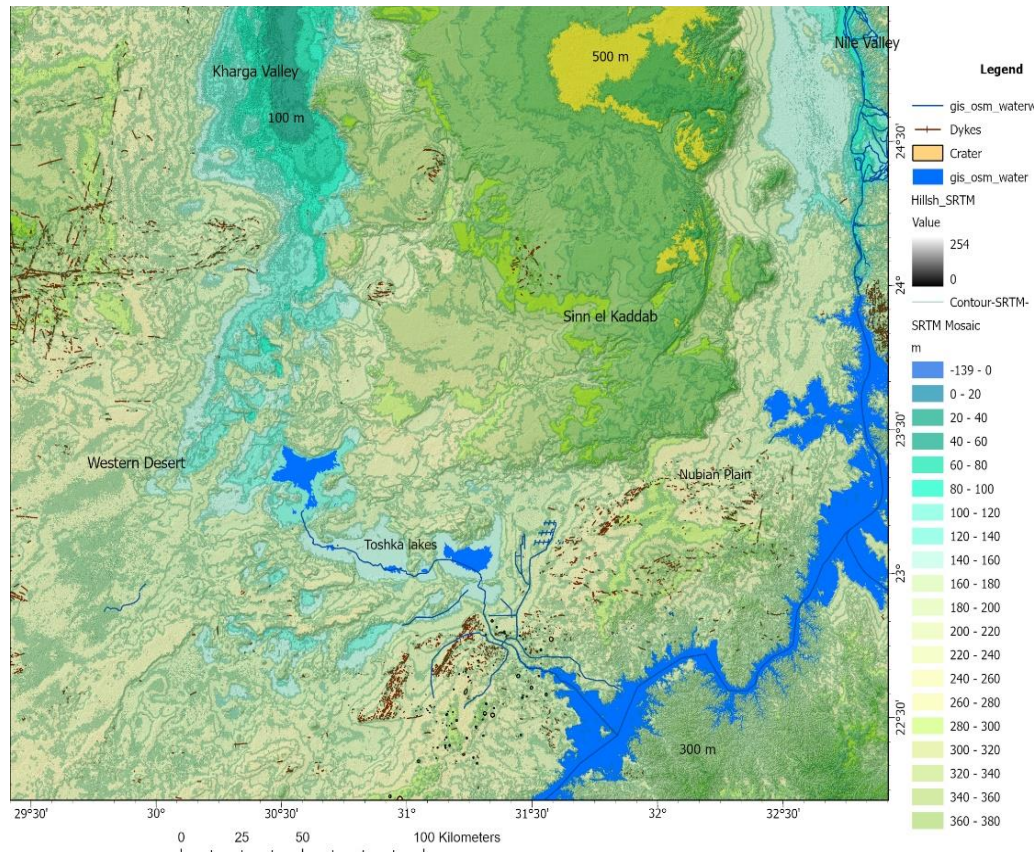 Kharga Valley
100 m
500 m
Nile Valley
Sinn el Kaddab
Western Desert
Nubian Plain
Toshka lakes
300 m
24°30'
24°
23°30'
23°
22°30'
29°30'
30°
30°30'
31°
31°30'
32°
32°30'
0 25 50 100 Kilometers
Legend
gis_osm_waterw
Dykes
Crater
gis_osm_water
Hillsh_SRTM
Value
254
0
Contour-SRTM-
SRTM Mosaic
m
-139 - 0
0 - 20
20 - 40
40 - 60
60 - 80
80 - 100
100 - 120
120 - 140
140 - 160
160 - 180
180 - 200
200 - 220
220 - 240
240 - 260
260 - 280
280 - 300
300 - 320
320 - 340
340 - 360
360 - 380